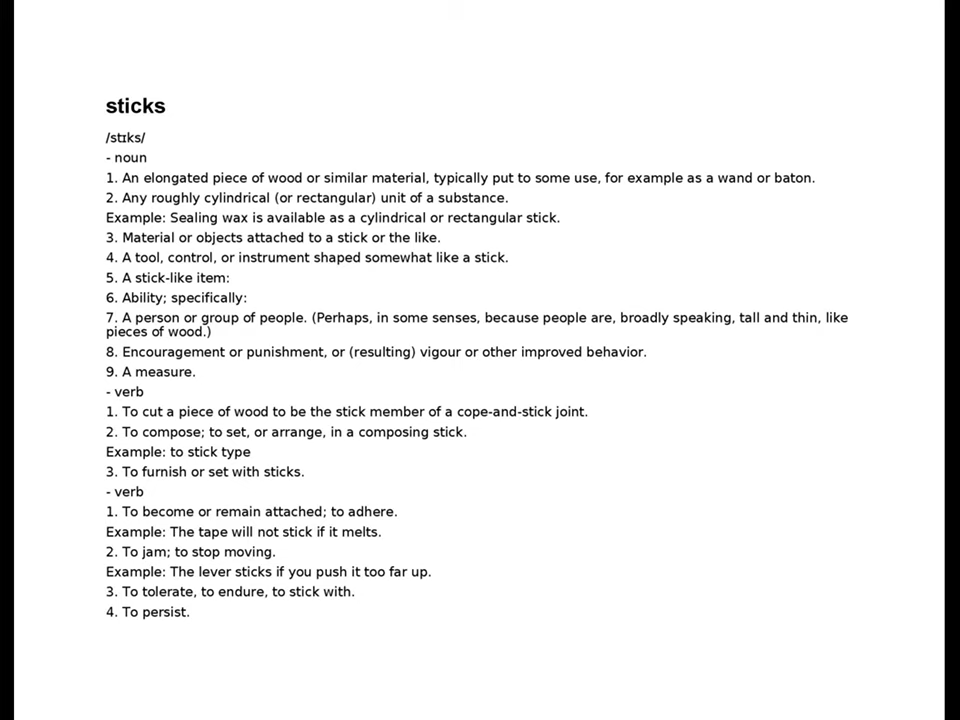 sticks
/stɪks/
- noun
1. An elongated piece of wood or similar material, typically put to some use, for example as a wand or baton.
2. Any roughly cylindrical (or rectangular) unit of a substance.
Example: Sealing wax is available as a cylindrical or rectangular stick.
3. Material or objects attached to a stick or the like.
4. A tool, control, or instrument shaped somewhat like a stick.
5. A stick-like item:
6. Ability; specifically:
7. A person or group of people. (Perhaps, in some senses, because people are, broadly speaking, tall and thin, like
pieces of wood.)
8. Encouragement or punishment, or (resulting) vigour or other improved behavior.
9. A measure.
- verb
1. To cut a piece of wood to be the stick member of a cope-and-stick joint.
2. To compose; to set, or arrange, in a composing stick.
Example: to stick type
3. To furnish or set with sticks.
- verb
1. To become or remain attached; to adhere.
Example: The tape will not stick if it melts.
2. To jam; to stop moving.
Example: The lever sticks if you push it too far up.
3. To tolerate, to endure, to stick with.
4. To persist.